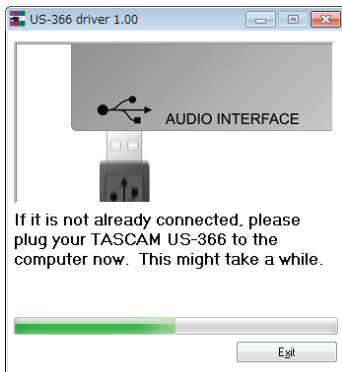 US-366 driver 1.00
AUDIO INTERFACE
If it is not already connected, please
plug your TASCAM US-366 to the
computer now.  This might take a while.
Exit